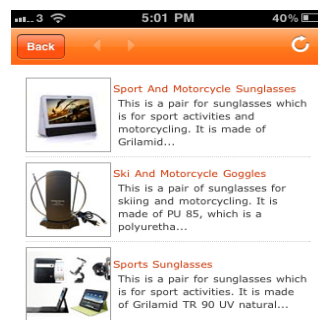 3 5:01 PM 40%
Back
Sport And Motorcycle Sunglasses
This is a pair for sunglasses which
is for sport activities and
motorcycling. It is made of
Grilamid...
Ski And Motorcycle Goggles
This is a pair of sunglasses for
skiing and motorcycling. It is
made of PU 85, which is a
polyuretha...
Sports Sunglasses
This is a pair for sunglasses which
is for sport activities. It is made
of Grilamid TR 90 UV natural...